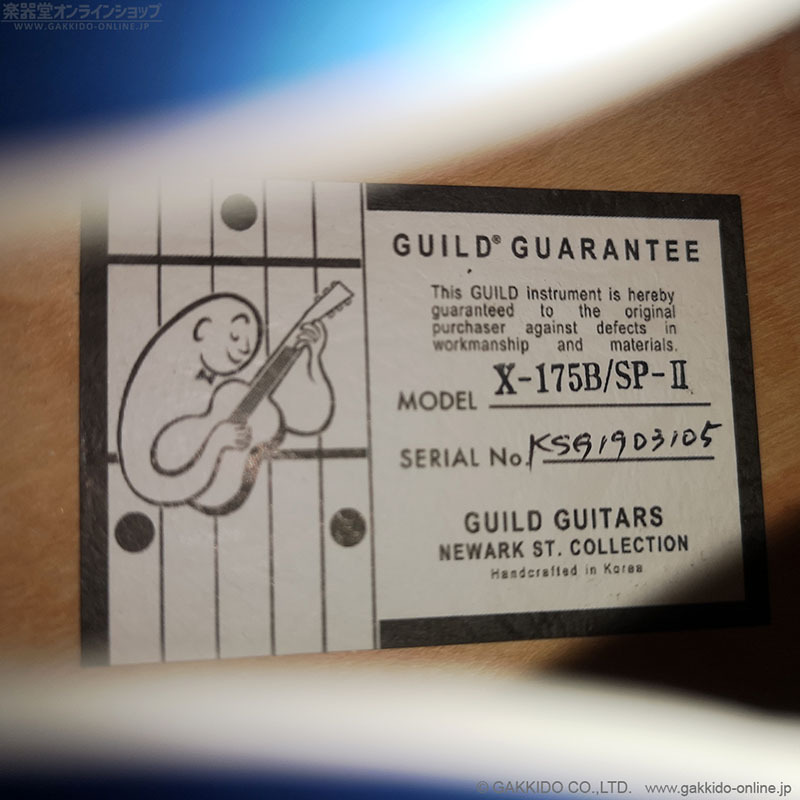 楽器堂オンラインショップ
WWW.GAKKIDO-ONLINE.COM
GUILD® GUARANTEE
This GUILD instrument is hereby
guaranteed to the original
purchaser against defects in
workmanship and materials.
MODEL X-175B/SP-II
SERIAL No. KSG1903105
GUILD GUITARS
NEWARK ST. COLLECTION
Handcrafted in Korea
© GAKKIDO CO.,LTD. www.gakkido-online.jp